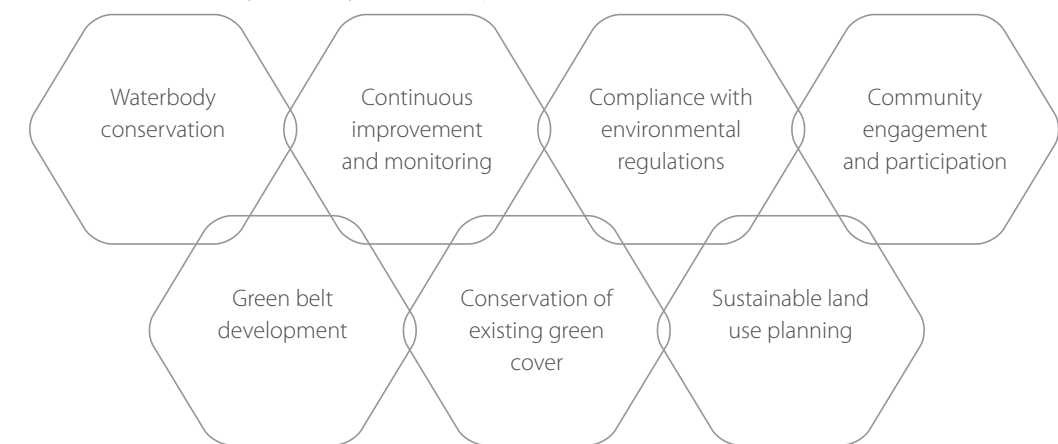 Waterbody
conservation
Continuous
improvement
and monitoring
Compliance with
environmental
regulations
Community
engagement
and participation
Green belt
development
Conservation of
existing green
cover
Sustainable land
use planning